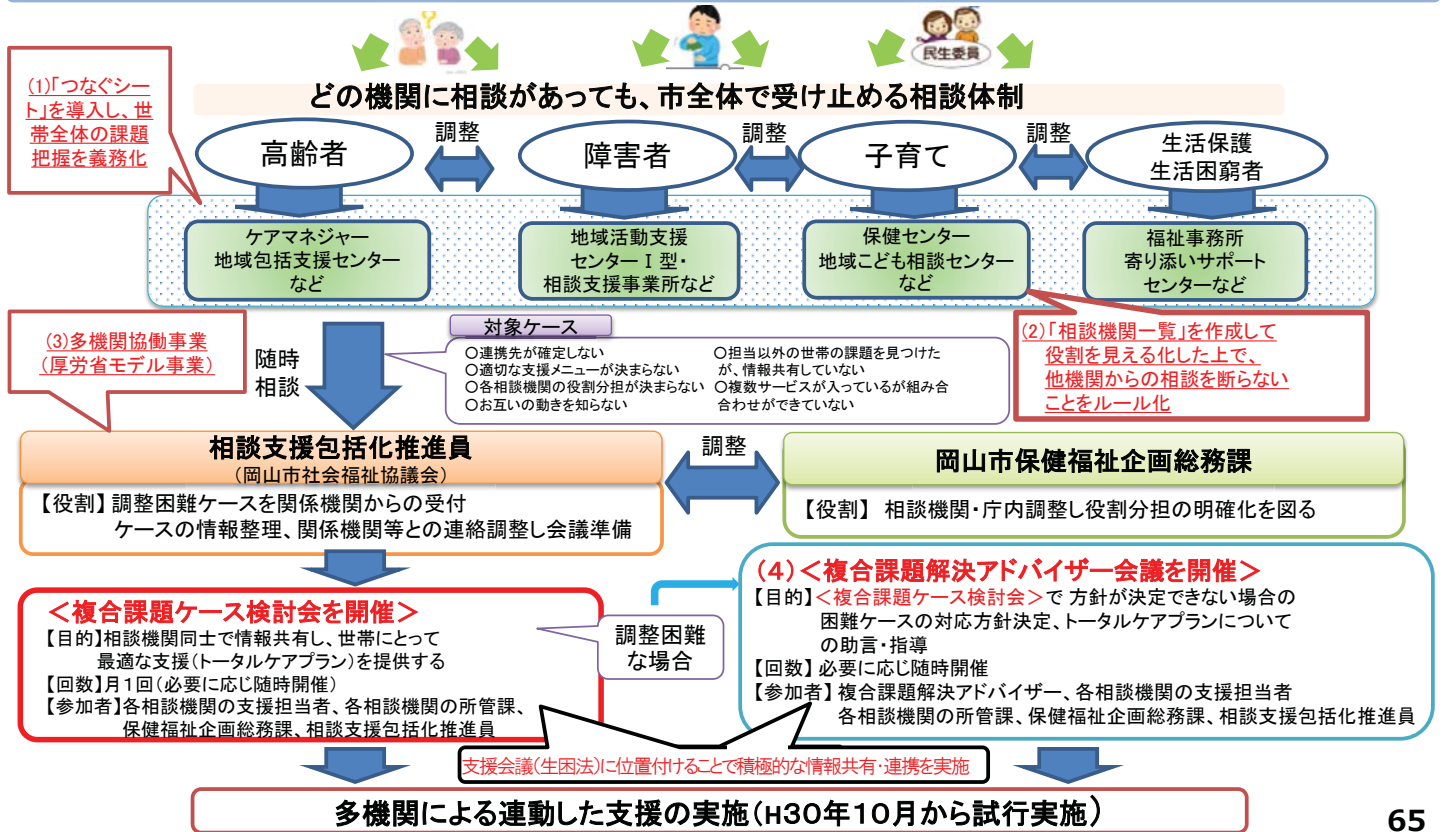 民生委員
(1)「つなぐシー
トを導入し、世
帯全体の課題
把握を義務化
どの機関に相談があっても、市全体で受け止める相談体制
高齢者
調整
障害者
調整
子育て
調整
生活保護
生活困窮者
ケアマネジャー
地域包括支援センター
など
地域活動支援
センターⅠ型・
相談支援事業所など
保健センター
地域こども相談センター
など
福祉事務所
寄り添いサポート
センターなど
(3)多機関協働事業
(厚労省モデル事業)
随時
相談
対象ケース
○連携先が確定しない
○適切な支援メニューが決まらない
○各相談機関の役割分担が決まらない
○お互いの動きを知らない
○担当以外の世帯の課題を見つけた
が、情報共有していない
○複数サービスが入っているが組み合
合わせができていない
(2)「相談機関一覧」を作成して
役割を見える化した上で、
他機関からの相談を断らない
ことをルール化
相談支援包括化推進員
(岡山市社会福祉協議会)
【役割】調整困難ケースを関係機関からの受付
ケースの情報整理、関係機関等との連絡調整し会議準備
調整
岡山市保健福祉企画総務課
【役割】 相談機関・庁内調整し役割分担の明確化を図る
<複合課題ケース検討会を開催>
【目的】相談機関同士で情報共有し、世帯にとって
最適な支援(トータルケアプラン)を提供する
【回数】月1回(必要に応じ随時開催)
【参加者】各相談機関の支援担当者、各相談機関の所管課、
保健福祉企画総務課、相談支援包括化推進員
調整困難
な場合
(4)<複合課題解決アドバイザー会議を開催>
【目的】<複合課題ケース検討会>で 方針が決定できない場合の
困難ケースの対応方針決定、トータルケアプランについて
の助言・指導
【回数】必要に応じ随時開催
【参加者】複合課題解決アドバイザー、各相談機関の支援担当者
各相談機関の所管課、保健福祉企画総務課、相談支援包括化推進員
支援会議(生困法)に位置付けることで積極的な情報共有・連携を実施
多機関による連動した支援の実施(H30年10月から試行実施)
65